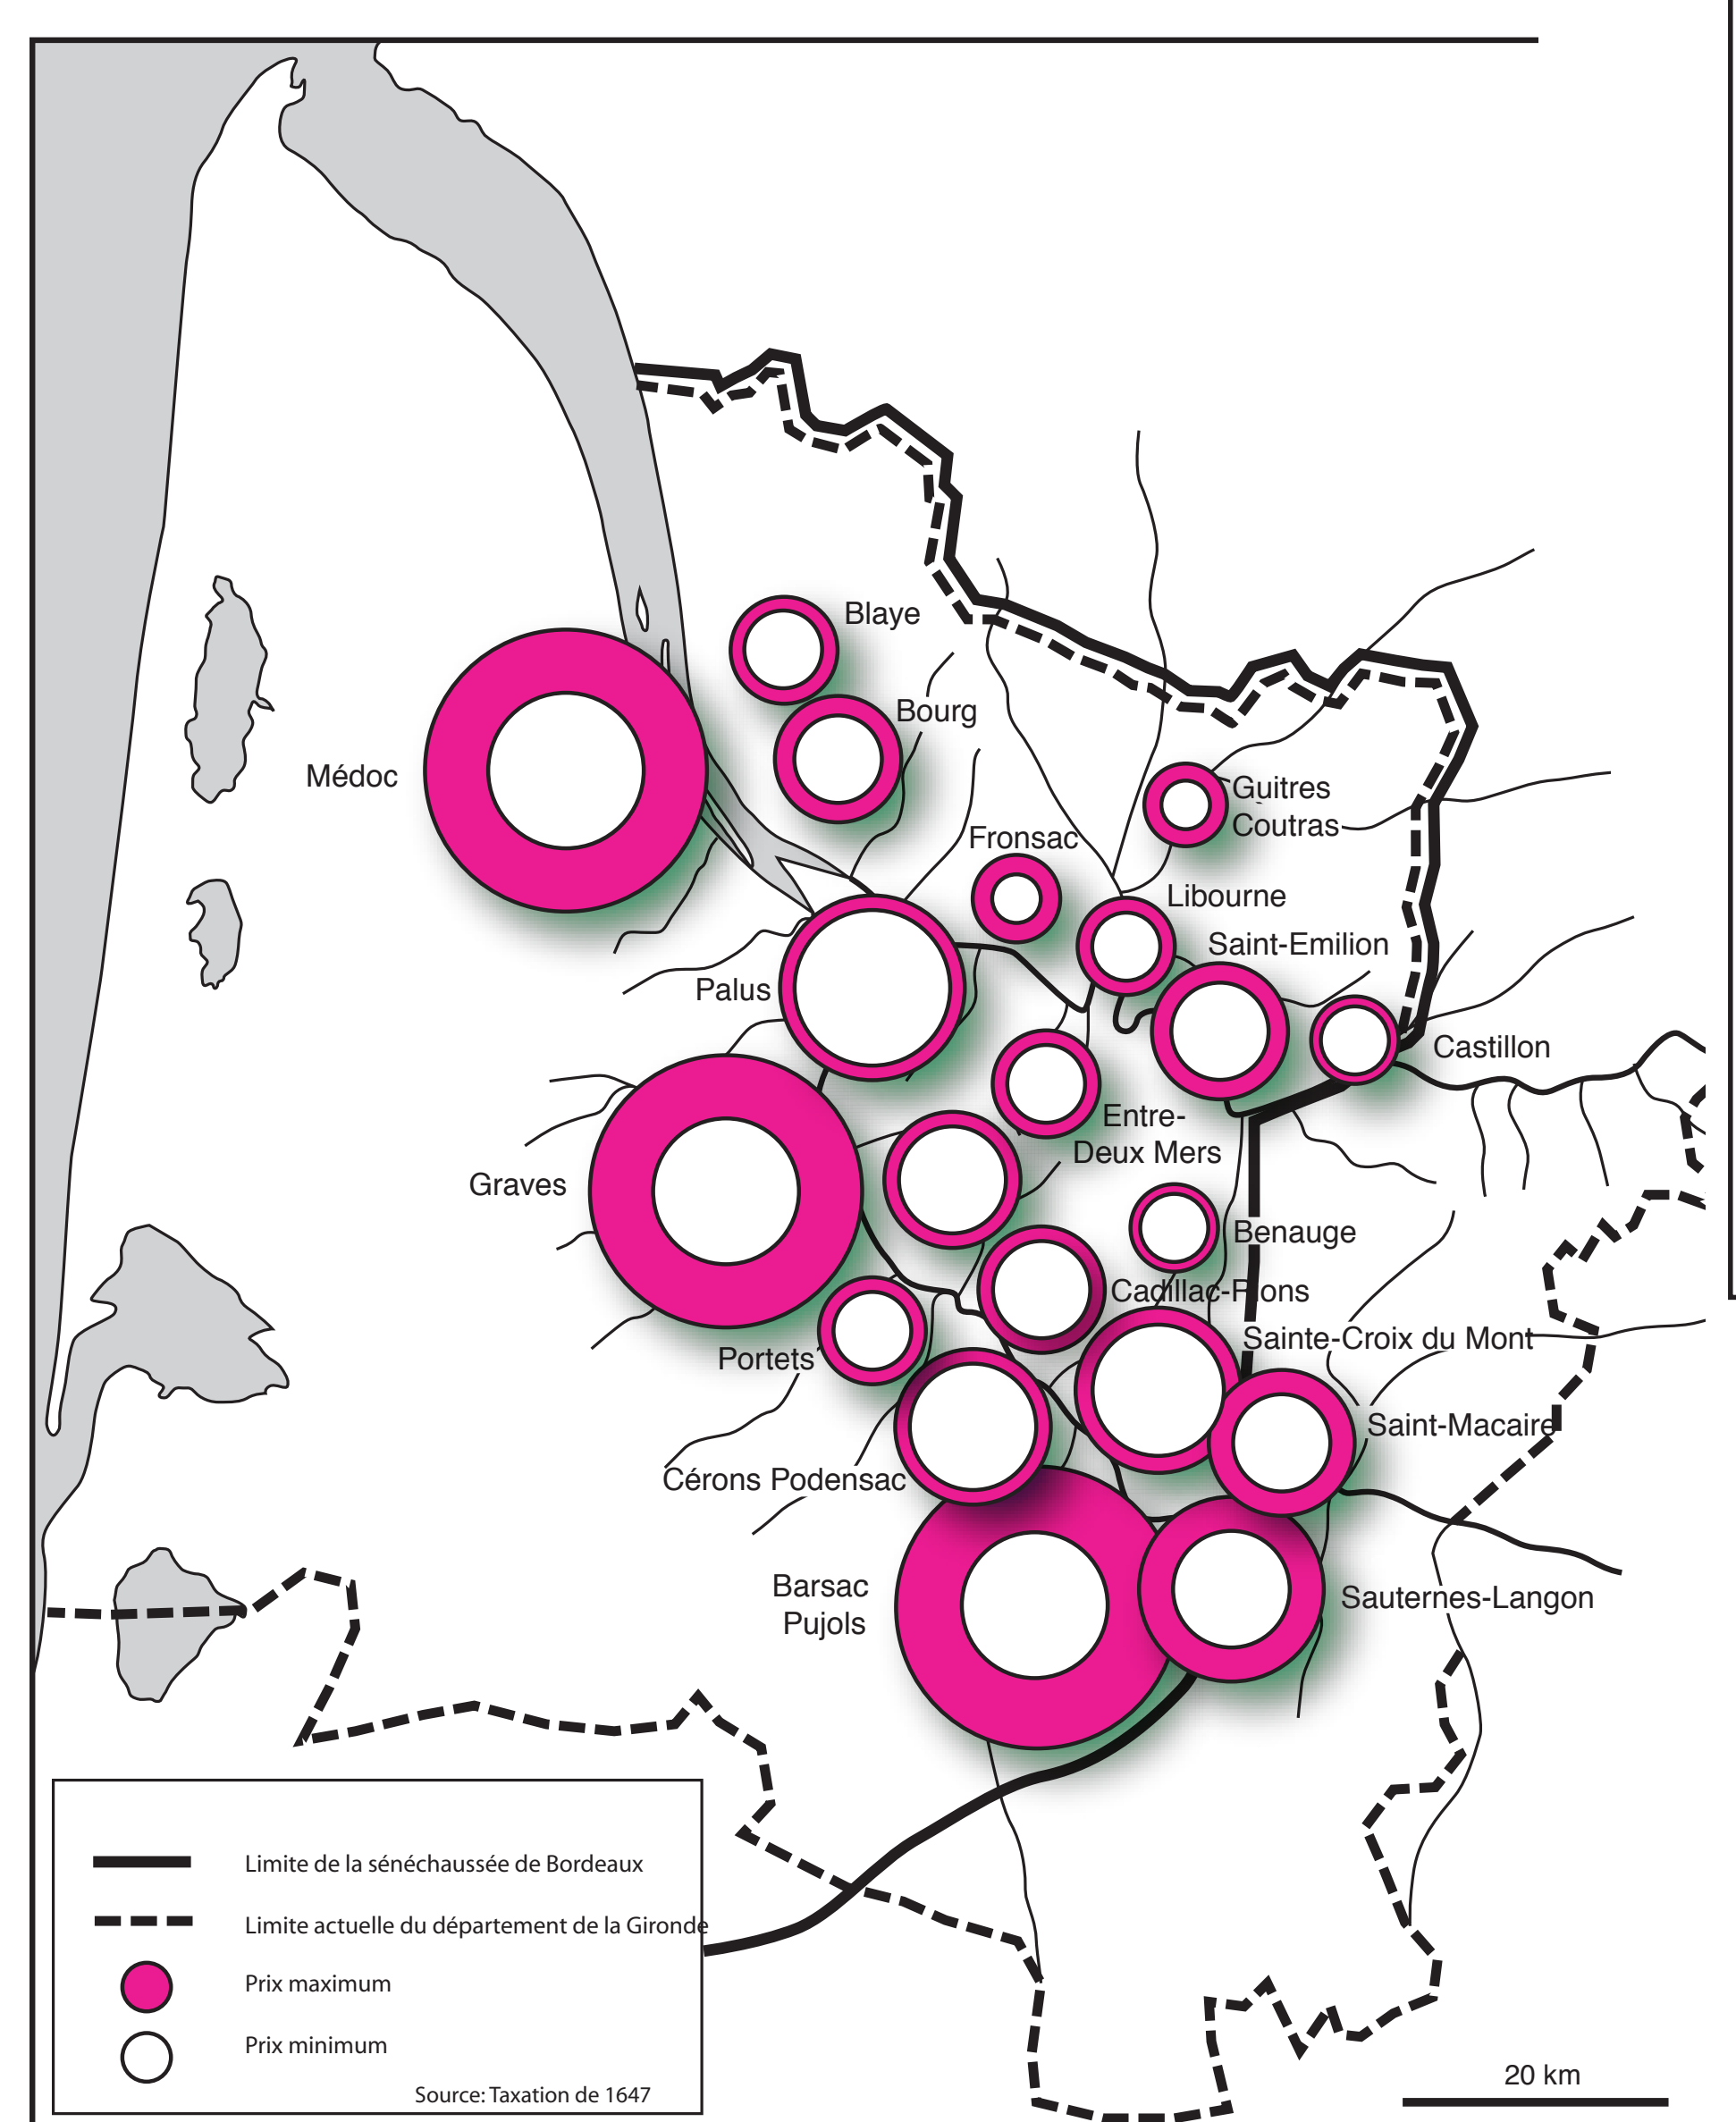 Blaye
Bourg
Médoc
Guitres
Coutras
Fronsac
Libourne
Saint-Emilion
Palus
Castillon
Entre-
Deux Mers
Graves
Benauge
Cadillac-Rions
Sainte-Croix du Mont
Portets
Saint-Macaire
Cérons Podensac
Barsac
Pujols
Sauternes-Langon
Limite de la sénéchaussée de Bordeaux
Limite actuelle du département de la Gironde
Prix maximum
Prix minimum
Source: Taxation de 1647
20 km